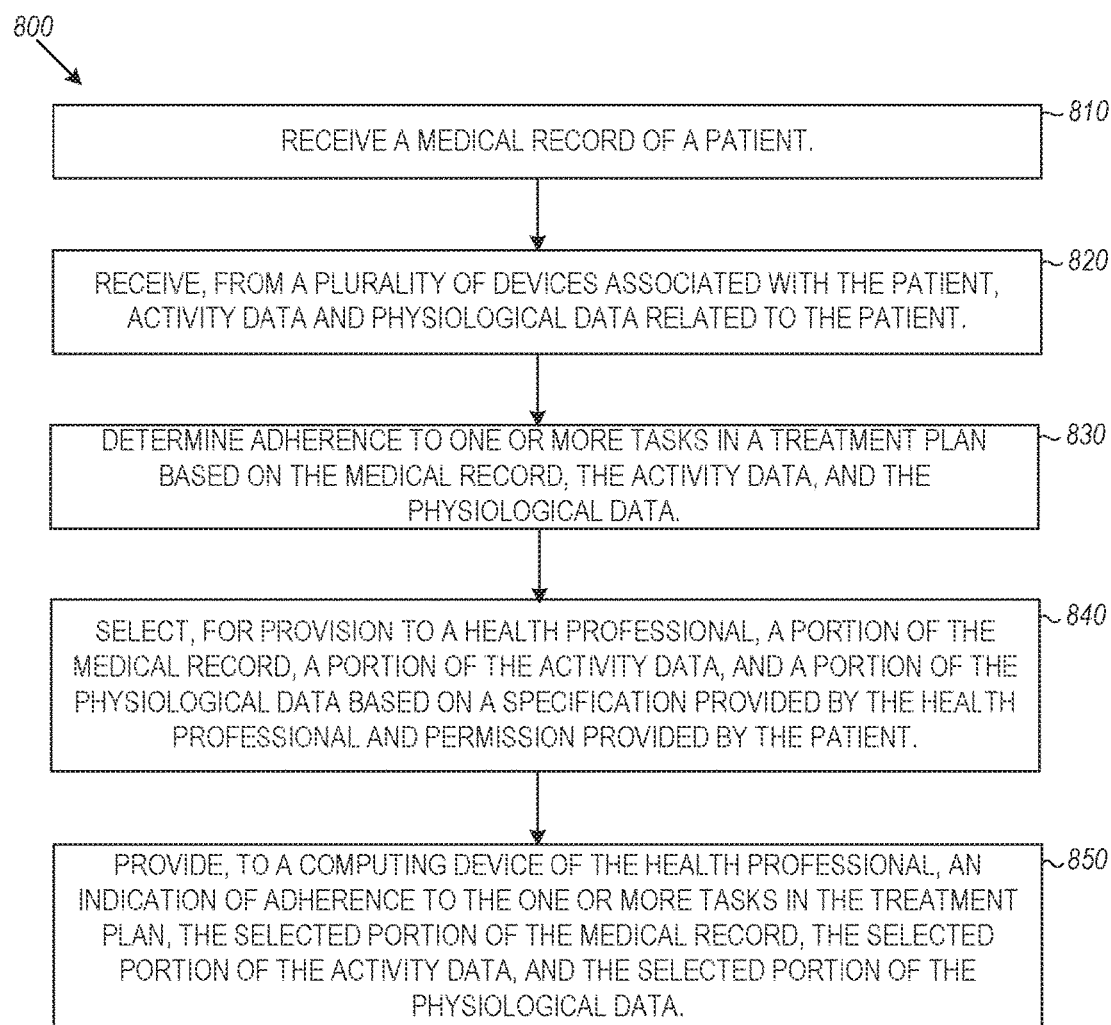 800
810
RECEIVE A MEDICAL RECORD OF A PATIENT.
820
RECEIVE, FROM A PLURALITY OF DEVICES ASSOCIATED WITH THE PATIENT,
ACTIVITY DATA AND PHYSIOLOGICAL DATA RELATED TO THE PATIENT.
830
DETERMINE ADHERENCE TO ONE OR MORE TASKS IN A TREATMENT PLAN
BASED ON THE MEDICAL RECORD, THE ACTIVITY DATA, AND THE
PHYSIOLOGICAL DATA.
840
SELECT, FOR PROVISION TO A HEALTH PROFESSIONAL, A PORTION OF THE
MEDICAL RECORD, A PORTION OF THE ACTIVITY DATA, AND A PORTION OF THE
PHYSIOLOGICAL DATA BASED ON A SPECIFICATION PROVIDED BY THE HEALTH
PROFESSIONAL AND PERMISSION PROVIDED BY THE PATIENT.
850
PROVIDE, TO A COMPUTING DEVICE OF THE HEALTH PROFESSIONAL, AN
INDICATION OF ADHERENCE TO THE ONE OR MORE TASKS IN THE TREATMENT
PLAN, THE SELECTED PORTION OF THE MEDICAL RECORD, THE SELECTED
PORTION OF THE ACTIVITY DATA, AND THE SELECTED PORTION OF THE
PHYSIOLOGICAL DATA.